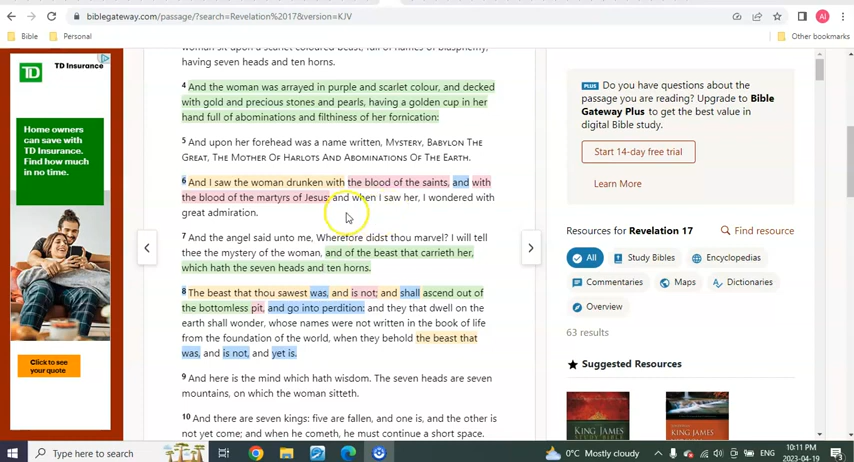 biblegateway.com/passage/?search=Revelation%2017&version=KJV
AI
Bible
Personal
Other bookmarks
TD
TD Insurance
Home owners
can save with
TD Insurance.
Find how much
in no time.
Click to see
your quote
woman sit upon a scarlet coloured beast, full of names of blasphemy,
having seven heads and ten horns.
4 And the woman was arrayed in purple and scarlet colour, and decked
with gold and precious stones and pearls, having a golden cup in her
hand full of abominations and filthiness of her fornication:
5 And upon her forehead was a name written, Mystery, Babylon The
Great, The Mother Of Harlots And Abominations Of The Earth.
6 And I saw the woman drunken with the blood of the saints, and with
the blood of the martyrs of Jesus: and when I saw her, I wondered with
great admiration.
7 And the angel said unto me, Wherefore didst thou marvel? I will tell
thee the mystery of the woman, and of the beast that carrieth her,
which hath the seven heads and ten horns.
8 The beast that thou sawest was, and is not; and shall ascend out of
the bottomless pit, and go into perdition: and they that dwell on the
earth shall wonder, whose names were not written in the book of life
from the foundation of the world, when they behold the beast that
was, and is not, and yet is.
9 And here is the mind which hath wisdom. The seven heads are seven
mountains, on which the woman sitteth.
10 And there are seven kings: five are fallen, and one is, and the other is
not yet come; and when he cometh, he must continue a short space.
PLUS Do you have questions about the
passage you are reading? Upgrade to Bible
Gateway Plus to get the best value in
digital Bible study.
Start 14-day free trial
Learn More
Resources for Revelation 17
Find resource
All
Study Bibles
Encyclopedias
Commentaries
Maps
Dictionaries
Overview
63 results
Suggested Resources
KING JAMES
STUDY BIBLE
KING JAMES
Type here to search
0°C Mostly cloudy
ENG
10:11 PM
2023-04-19